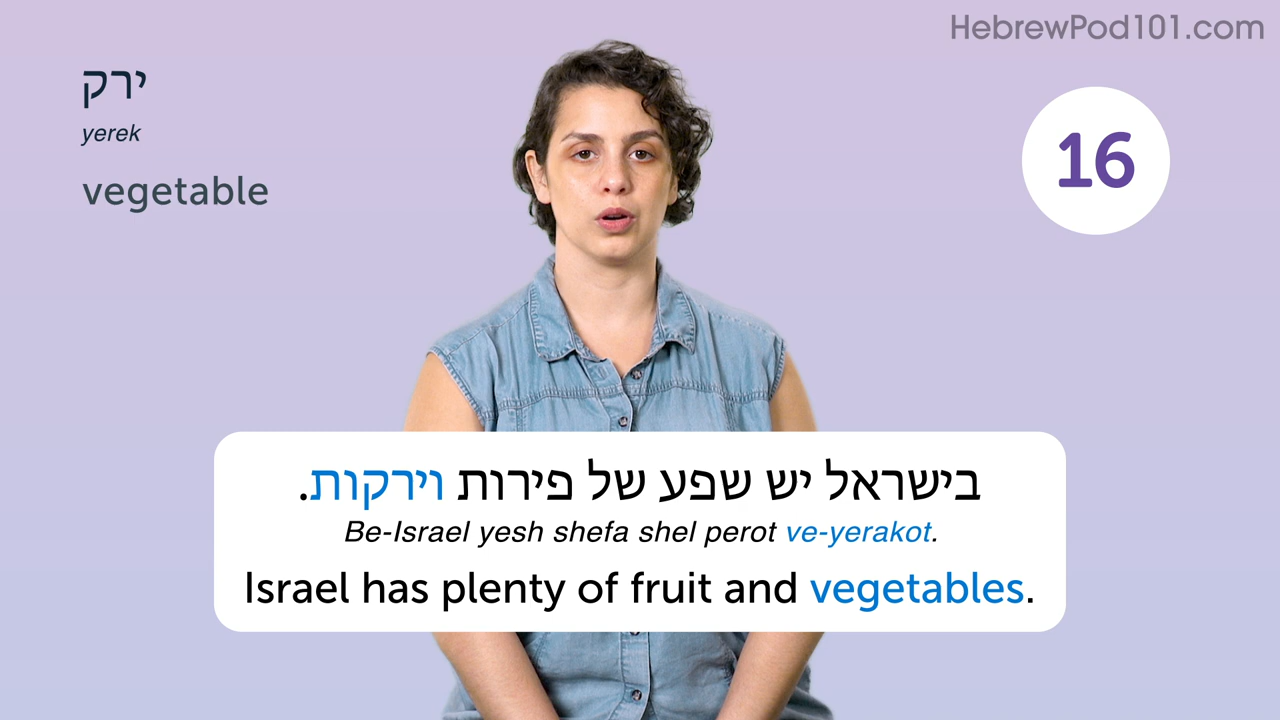 HebrewPod101.com
ירק
yerek
vegetable
16
בישראל יש שפע של פירות וירקות.
Be-Israel yesh shefa shel perot ve-yerakot.
Israel has plenty of fruit and vegetables.